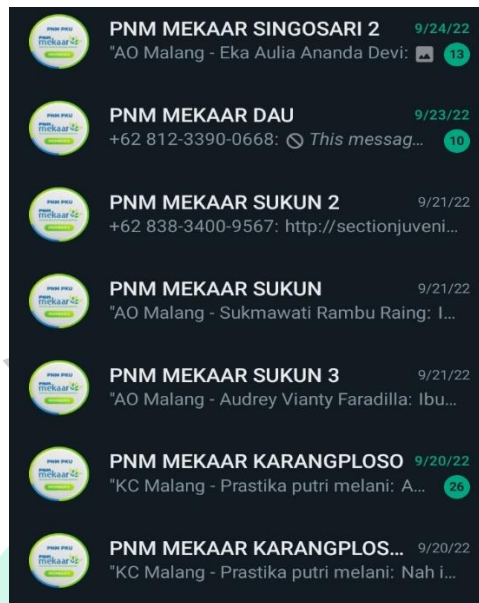 PNM MEKAAR SINGOSARI 2 9/24/22
"AO Malang - Eka Aulia Ananda Devi: 13
PNM MEKAAR DAU 9/23/22
+62 812-3390-0668: This messag... 10
PNM MEKAAR SUKUN 2 9/21/22
+62 838-3400-9567: http://sectionjuveni...
PNM MEKAAR SUKUN 9/21/22
"AO Malang - Sukmawati Rambu Raing: I...
PNM MEKAAR SUKUN 3 9/21/22
"AO Malang - Audrey Vianty Faradilla: Ibu...
PNM MEKAAR KARANGPLOSO 9/20/22
"KC Malang - Prastika putri melani: A... 26
PNM MEKAAR KARANGPLOS... 9/20/22
"KC Malang - Prastika putri melani: Nah i...